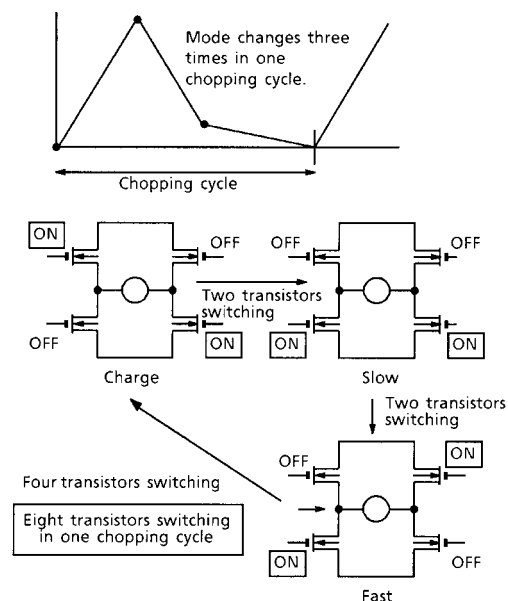 Mode changes three
times in one
chopping cycle.
Chopping cycle
ON
OFF
OFF
ON
Charge
Two transistors
switching
OFF
OFF
ON
ON
Slow
Two transistors
switching
OFF
ON
ON
OFF
Fast
Four transistors switching
Eight transistors switching
in one chopping cycle